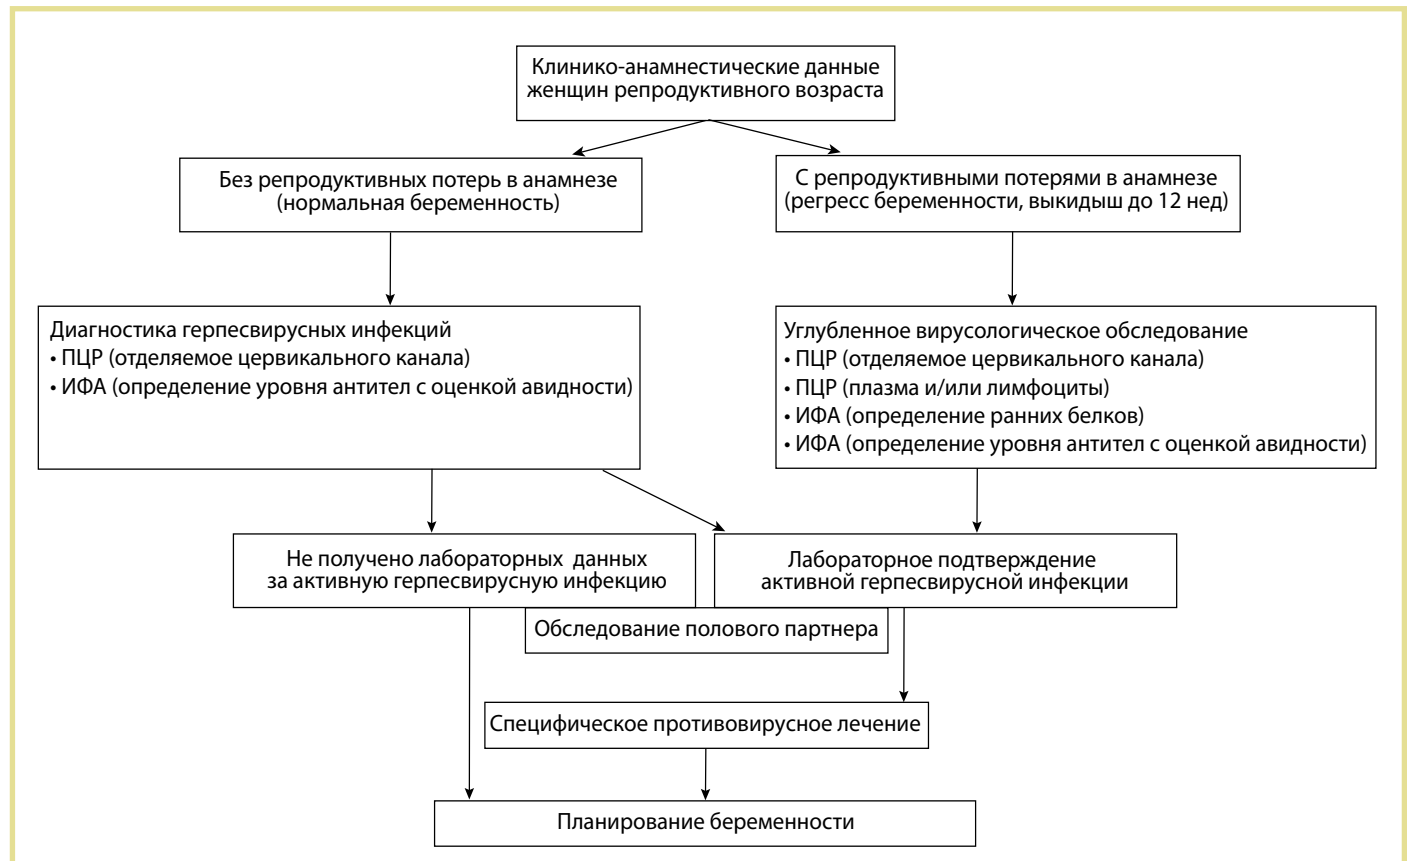 Клинико-анамнестические данные
женщин репродуктивного возраста
Без репродуктивных потерь в анамнезе
(нормальная беременность)
С репродуктивными потерями в анамнезе
(регресс беременности, выкидыш до 12 нед)
Диагностика герпесвирусных инфекций
• ПЦР (отделяемое цервикального канала)
• ИФА (определение уровня антител с оценкой авидности)
Углубленное вирусологическое обследование
• ПЦР (отделяемое цервикального канала)
• ПЦР (плазма и/или лимфоциты)
• ИФА (определение ранних белков)
• ИФА (определение уровня антител с оценкой авидности)
Не получено лабораторных данных
за активную герпесвирусную инфекцию
Лабораторное подтверждение
активной герпесвирусной инфекции
Обследование полового партнера
Специфическое противовирусное лечение
Планирование беременности